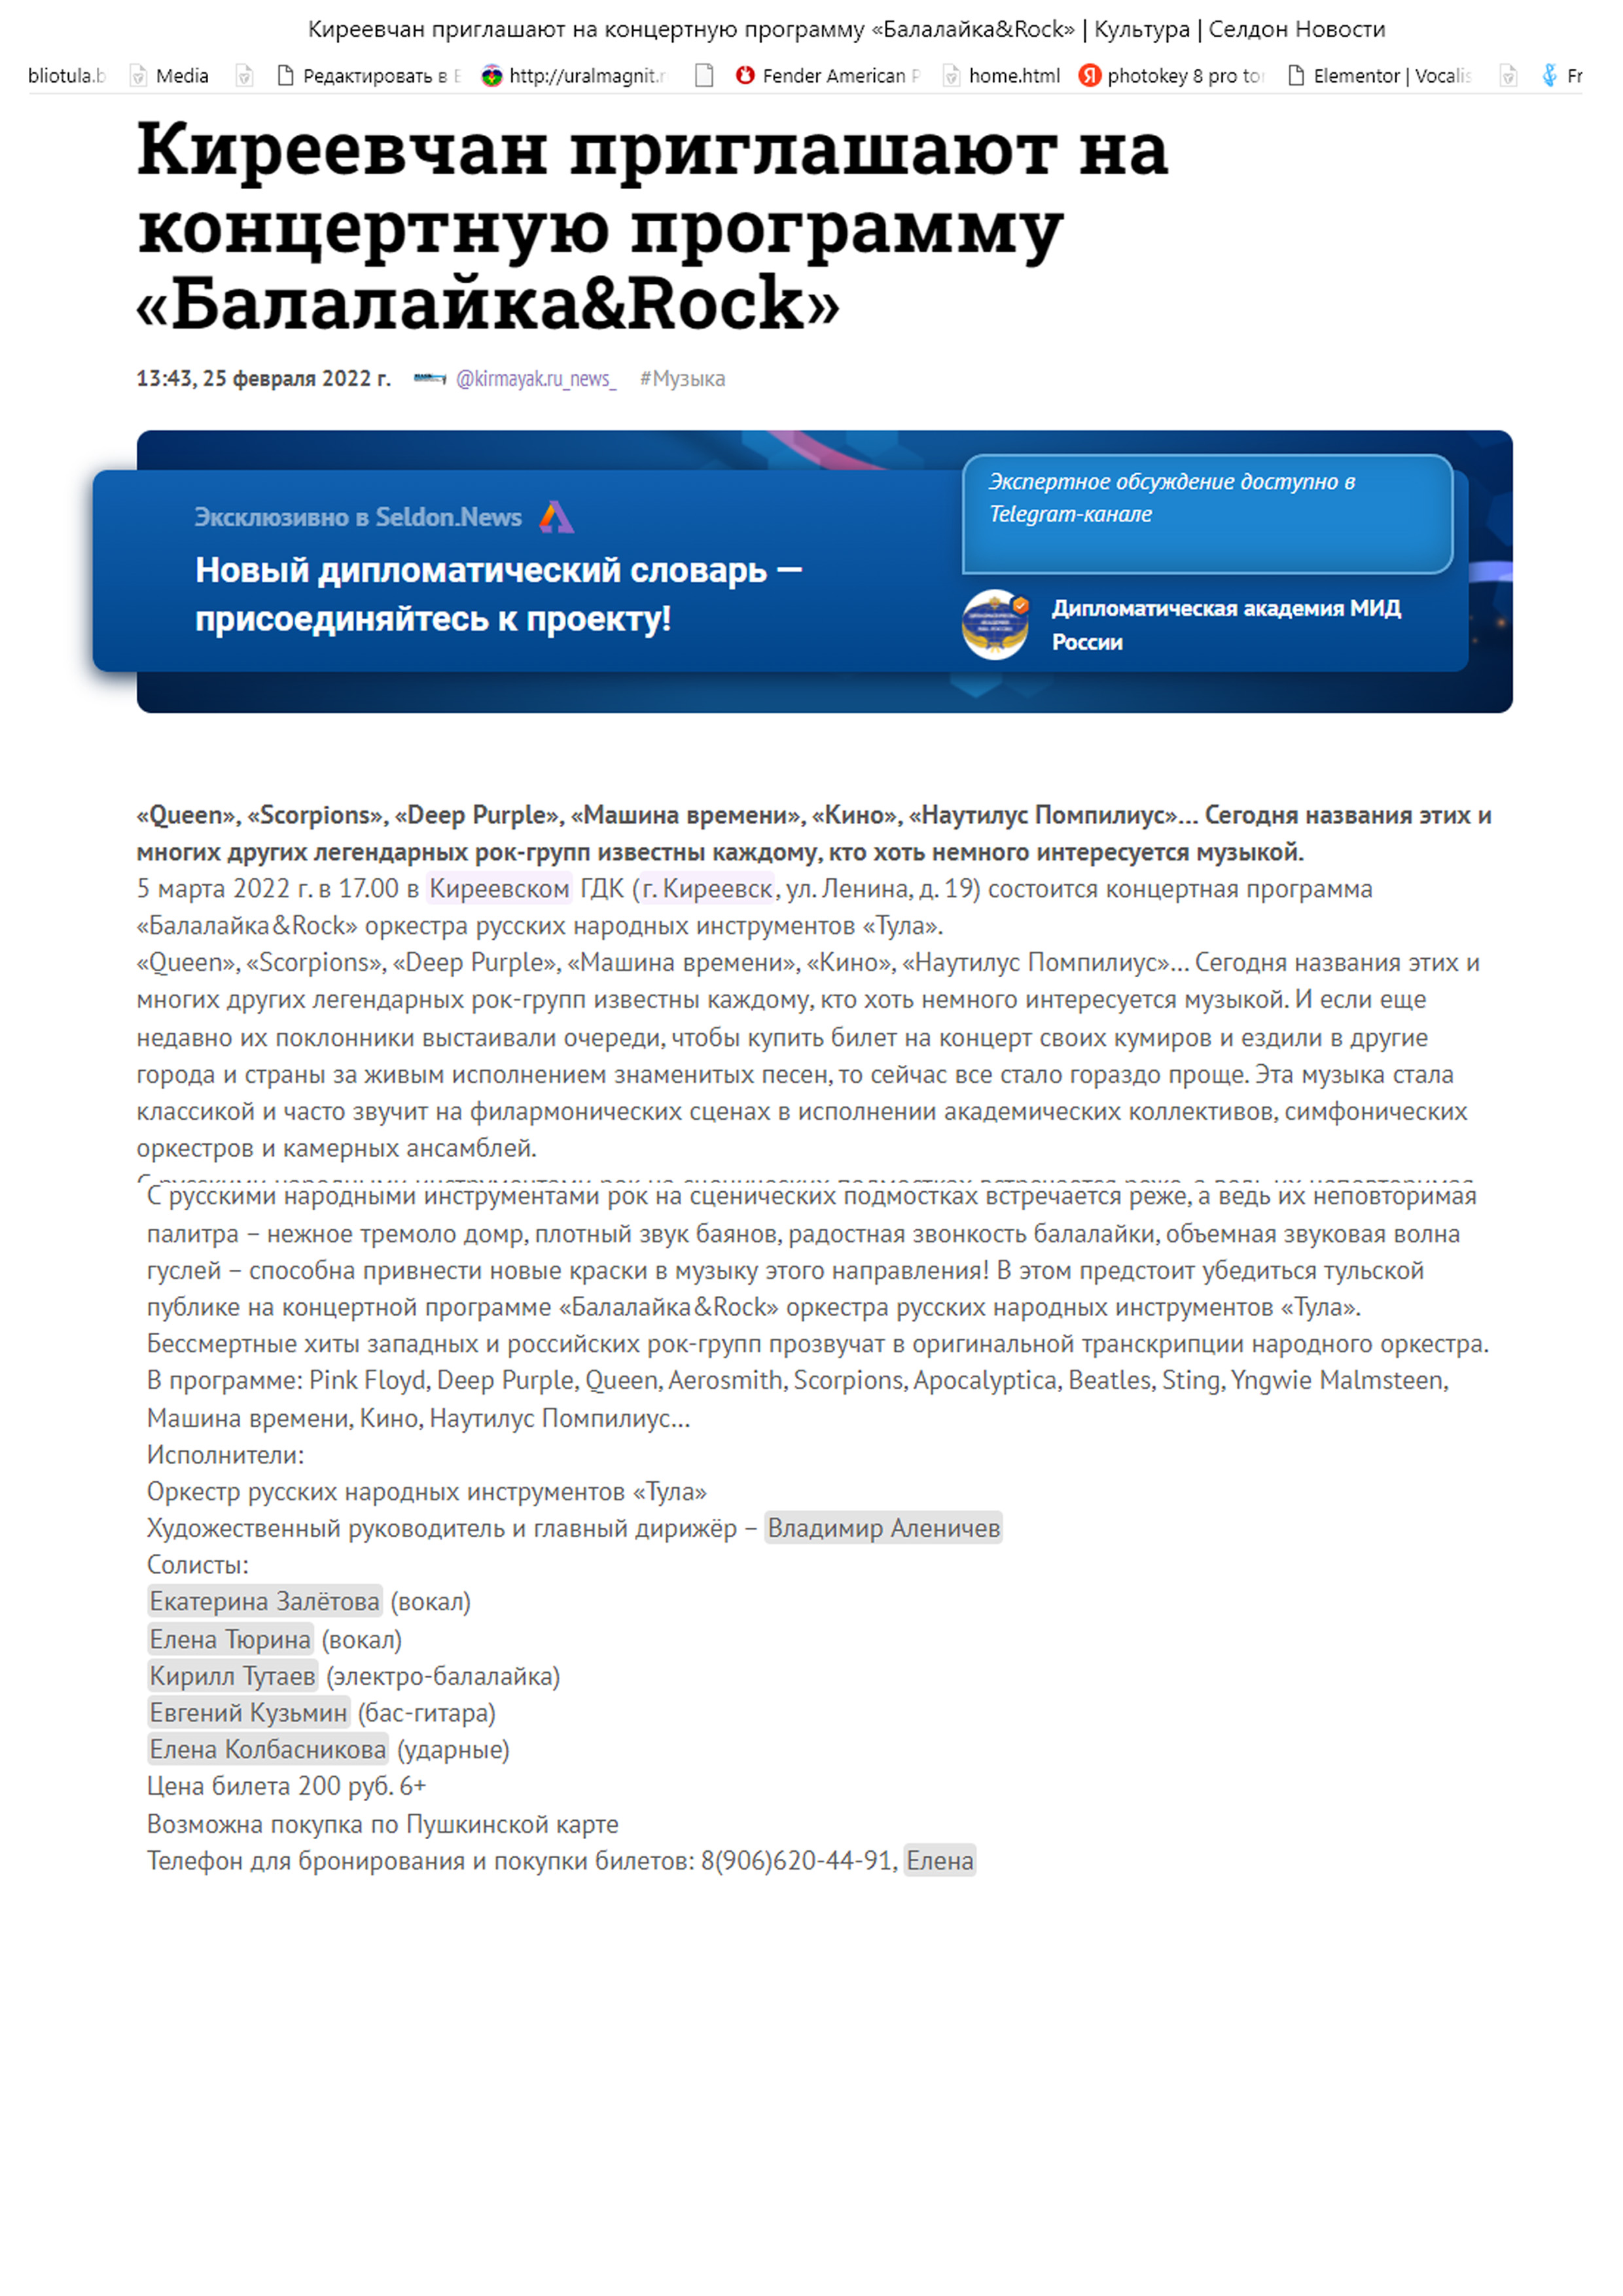 Киреевчан приглашают на концертную программу «Балалайка&Rock» | Культура | Селдон Новости
bliotula.b Media Редактировать в http://uralmagnit.r Fender American P home.html photokey 8 pro to Elementor | Vocalis Fr
Киреевчан приглашают на
концертную программу
«Балалайка&Rock»
13:43, 25 февраля 2022 г. @kirmayak.ru_news_ #Музыка
Эксклюзивно в Seldon.News
Новый дипломатический словарь —
присоединяйтесь к проекту!
Экспертное обсуждение доступно в
Telegram-канале
Дипломатическая академия МИД
России
«Queen», «Scorpions», «Deep Purple», «Машина времени», «Кино», «Наутилус Помпилиус»... Сегодня названия этих и
многих других легендарных рок-групп известны каждому, кто хоть немного интересуется музыкой.
5 марта 2022 г. в 17.00 в Киреевском ГДК (г. Киреевск, ул. Ленина, д. 19) состоится концертная программа
«Балалайка&Rock» оркестра русских народных инструментов «Тула».
«Queen», «Scorpions», «Deep Purple», «Машина времени», «Кино», «Наутилус Помпилиус»... Сегодня названия этих и
многих других легендарных рок-групп известны каждому, кто хоть немного интересуется музыкой. И если еще
недавно их поклонники выстаивали очереди, чтобы купить билет на концерт своих кумиров и ездили в другие
города и страны за живым исполнением знаменитых песен, то сейчас все стало гораздо проще. Эта музыка стала
классикой и часто звучит на филармонических сценах в исполнении академических коллективов, симфонических
оркестров и камерных ансамблей.
С русскими народными инструментами рок на сценических подмостках встречается реже, а ведь их неповторимая
палитра – нежное тремоло домр, плотный звук баянов, радостная звонкость балалайки, объемная звуковая волна
гуслей – способна привнести новые краски в музыку этого направления! В этом предстоит убедиться тульской
публике на концертной программе «Балалайка&Rock» оркестра русских народных инструментов «Тула».
Бессмертные хиты западных и российских рок-групп прозвучат в оригинальной транскрипции народного оркестра.
В программе: Pink Floyd, Deep Purple, Queen, Aerosmith, Scorpions, Apocalyptica, Beatles, Sting, Yngwie Malmsteen,
Машина времени, Кино, Наутилус Помпилиус...
Исполнители:
Оркестр русских народных инструментов «Тула»
Художественный руководитель и главный дирижёр – Владимир Аленичев
Солисты:
Екатерина Залётова (вокал)
Елена Тюрина (вокал)
Кирилл Тутаев (электро-балалайка)
Евгений Кузьмин (бас-гитара)
Елена Колбасникова (ударные)
Цена билета 200 руб. 6+
Возможна покупка по Пушкинской карте
Телефон для бронирования и покупки билетов: 8(906)620-44-91, Елена